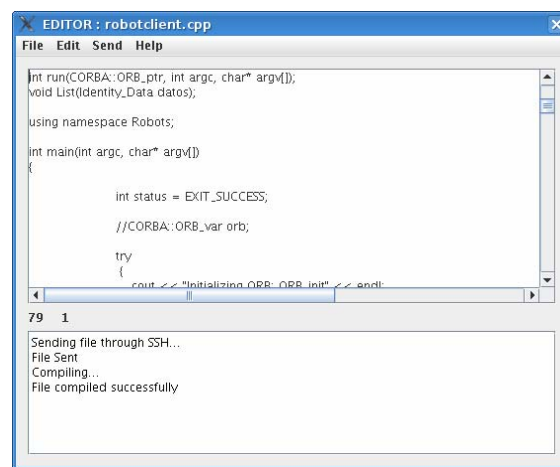 EDITOR : robotclient.cpp
File Edit Send Help
int run(CORBA::ORB_ptr, int argc, char* argv[]);
void List(Identity_Data datos);
using namespace Robots;
int main(int argc, char* argv[])
{
int status = EXIT_SUCCESS;
//CORBA::ORB_var orb;
try
{
cout << "Initializing ORB: ORB_init" << endl;
79 1
Sending file through SSH...
File Sent
Compiling...
File compiled successfully